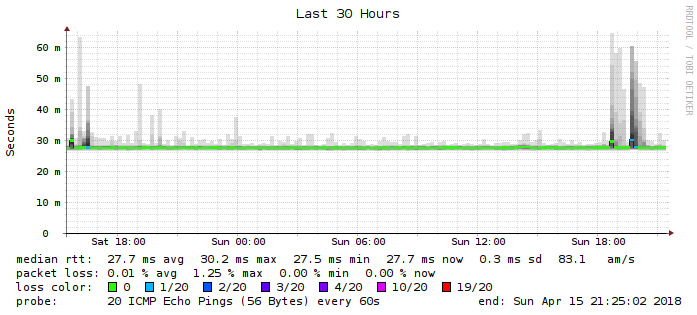 Last 30 Hours
RRDTOOL / TOBI OETIKER
Seconds
60 m
50 m
40 m
30 m
20 m
10 m
0
Sat 18:00 Sun 00:00 Sun 06:00 Sun 12:00 Sun 18:00
median rtt: 27.7 ms avg 30.2 ms max 27.5 ms min 27.7 ms now 0.3 ms sd 83.1 am/s
packet loss: 0.01 % avg 1.25 % max 0.00 % min 0.00 % now
loss color: 0 1/20 2/20 3/20 4/20 10/20 19/20
probe: 20 ICMP Echo Pings (56 Bytes) every 60s end: Sun Apr 15 21:25:02 2018